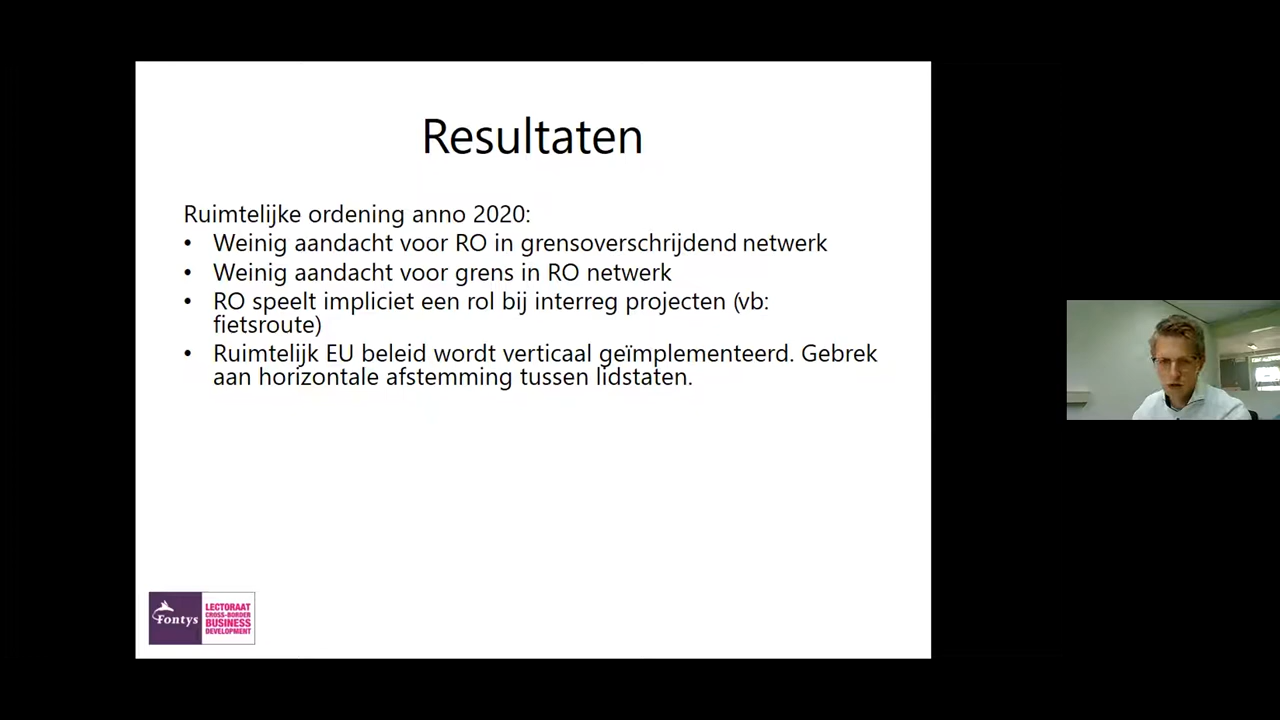 Resultaten
Ruimtelijke ordening anno 2020:
• Weinig aandacht voor RO in grensoverschrijdend netwerk
• Weinig aandacht voor grens in RO netwerk
• RO speelt impliciet een rol bij interreg projecten (vb:
fietsroute)
• Ruimtelijk EU beleid wordt verticaal geïmplementeerd. Gebrek
aan horizontale afstemming tussen lidstaten.
Fontys
LECTORAAT
CROSS-BORDER
BUSINESS
DEVELOPMENT